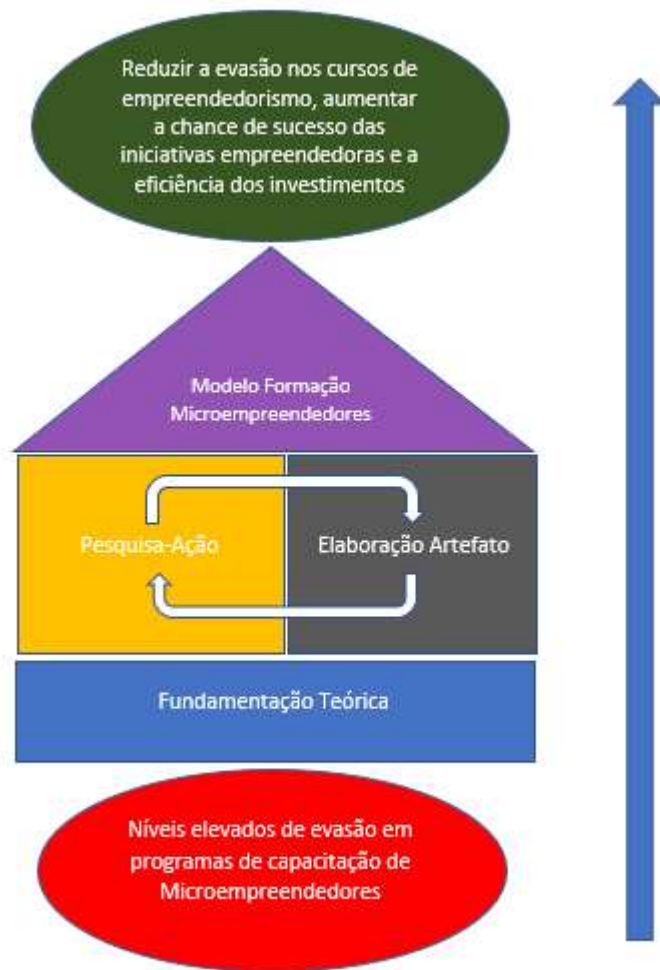 Reduzir a evasão nos cursos de
empreendedorismo, aumentar
a chance de sucesso das
iniciativas empreendedoras e a
eficiência dos investimentos
Modelo Formação
Microempreendedores
Pesquisa-Ação
Elaboração Artefato
Fundamentação Teórica
Níveis elevados de evasão em
programas de capacitação de
Microempreendedores